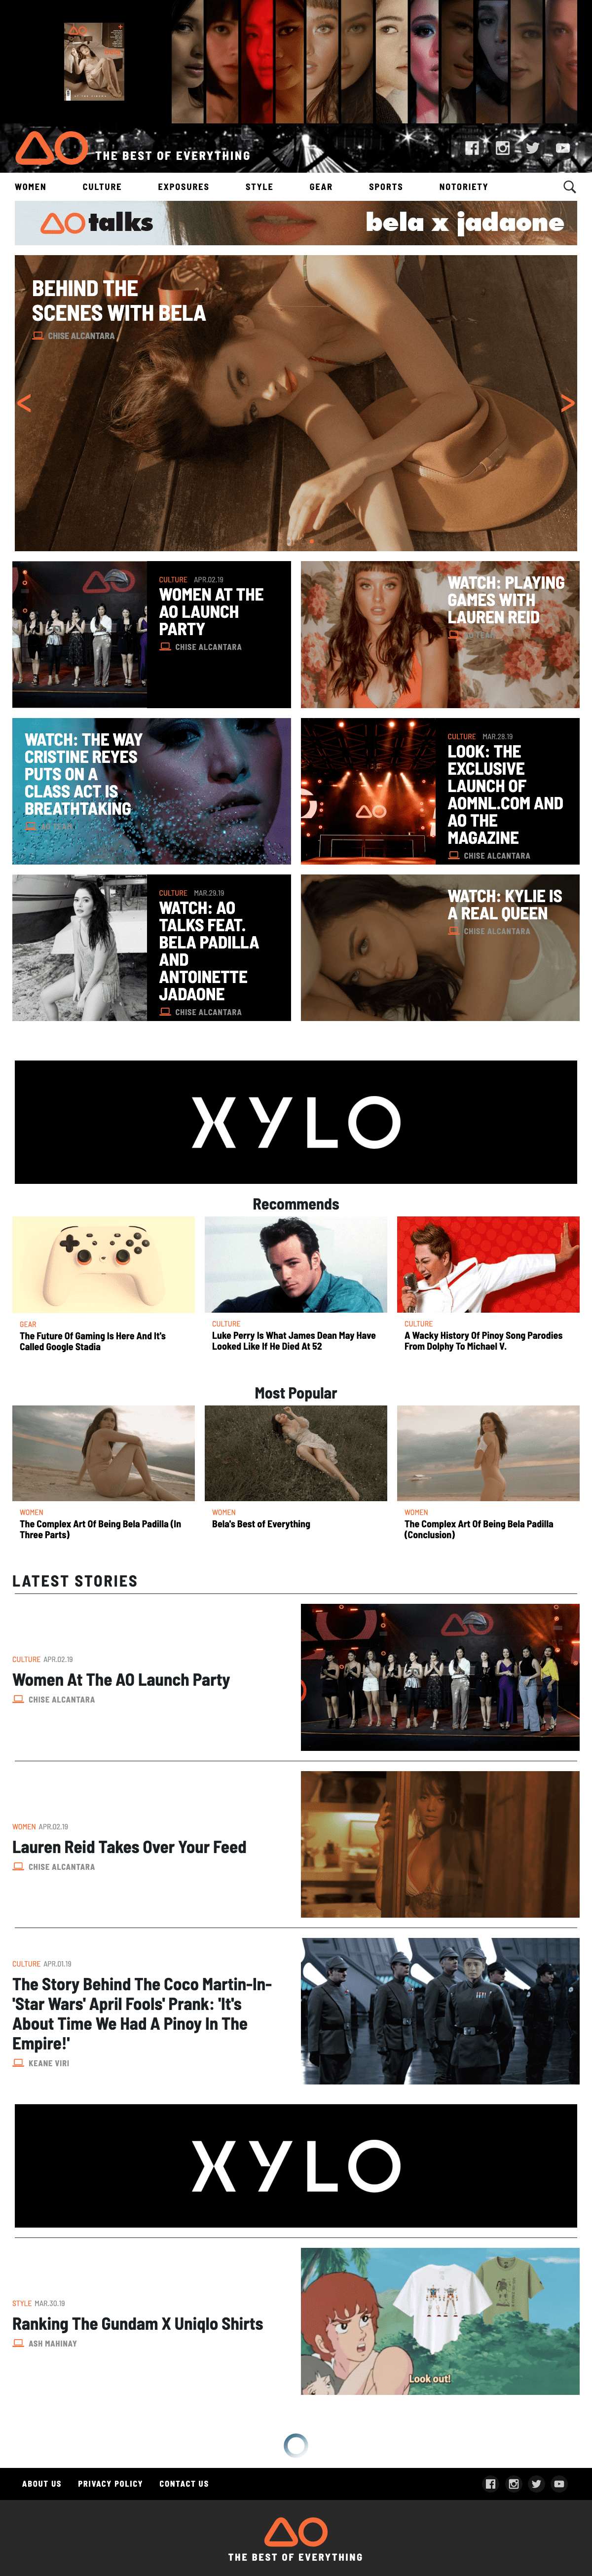 AO
THE BEST OF EVERYTHING
WOMEN CULTURE EXPOSURES STYLE GEAR SPORTS NOTORIETY
AO talks bela x jadaone
BEHIND THE
SCENES WITH BELA
CHISE ALCANTARA
CULTURE APR.02.19
WOMEN AT THE
AO LAUNCH
PARTY
CHISE ALCANTARA
WATCH: PLAYING
GAMES WITH
LAUREN REID
AO TEAM
WATCH: THE WAY
CRISTINE REYES
PUTS ON A
CLASS ACT IS
BREATHTAKING
AO TEAM
CULTURE MAR.28.19
LOOK: THE
EXCLUSIVE
LAUNCH OF
AOMNL.COM AND
AO THE
MAGAZINE
CHISE ALCANTARA
CULTURE MAR.29.19
WATCH: AO
TALKS FEAT.
BELA PADILLA
AND
ANTOINETTE
JADAONE
CHISE ALCANTARA
WATCH: KYLIE IS
A REAL QUEEN
CHISE ALCANTARA
XYLO
Recommends
GEAR
The Future Of Gaming Is Here And It's
Called Google Stadia
CULTURE
Luke Perry Is What James Dean May Have
Looked Like If He Died At 52
CULTURE
A Wacky History Of Pinoy Song Parodies
From Dolphy To Michael V.
Most Popular
WOMEN
The Complex Art Of Being Bela Padilla (In
Three Parts)
WOMEN
Bela's Best of Everything
WOMEN
The Complex Art Of Being Bela Padilla
(Conclusion)
LATEST STORIES
CULTURE APR.02.19
Women At The AO Launch Party
CHISE ALCANTARA
WOMEN APR.02.19
Lauren Reid Takes Over Your Feed
CHISE ALCANTARA
CULTURE APR.01.19
The Story Behind The Coco Martin-In-
'Star Wars' April Fools' Prank: 'It's
About Time We Had A Pinoy In The
Empire!'
KEANE VIRI
XYLO
STYLE MAR.30.19
Ranking The Gundam X Uniqlo Shirts
ASH MAHINAY
Look out!
ABOUT US PRIVACY POLICY CONTACT US
AO
THE BEST OF EVERYTHING